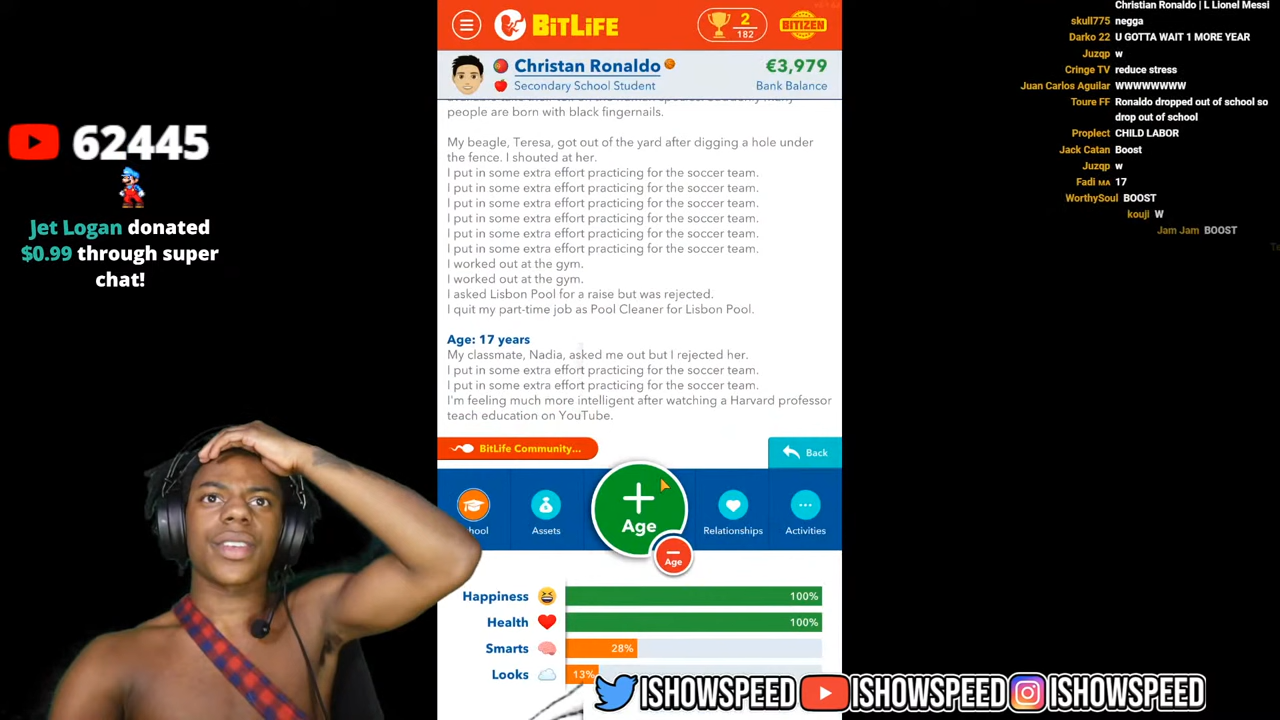 62445
Jet Logan donated
$0.99 through super
chat!
BitLife
2
182
BITIZEN
Christan Ronaldo
€3,979
Secondary School Student
Bank Balance
people are born with black fingernails.
My beagle, Teresa, got out of the yard after digging a hole under
the fence. I shouted at her.
I put in some extra effort practicing for the soccer team.
I put in some extra effort practicing for the soccer team.
I put in some extra effort practicing for the soccer team.
I put in some extra effort practicing for the soccer team.
I put in some extra effort practicing for the soccer team.
I put in some extra effort practicing for the soccer team.
I worked out at the gym.
I worked out at the gym.
I asked Lisbon Pool for a raise but was rejected.
I quit my part-time job as Pool Cleaner for Lisbon Pool.
Age: 17 years
My classmate, Nadia, asked me out but I rejected her.
I put in some extra effort practicing for the soccer team.
I put in some extra effort practicing for the soccer team.
I'm feeling much more intelligent after watching a Harvard professor
teach education on YouTube.
BitLife Community...
Back
Age
Assets
Relationships
Activities
Age
Happiness 100%
Health 100%
Smarts 28%
Looks 13%
Christian Ronaldo | L Lionel Messi
skull775 negga
Darko 22 U GOTTA WAIT 1 MORE YEAR
Juzqp w
Cringe TV reduce stress
Juan Carlos Aguilar WWWWWWWW
Toure FF Ronaldo dropped out of school so
drop out of school
Proplect CHILD LABOR
Jack Catan Boost
Juzqp w
Fadi MA 17
WorthySoul BOOST
kouji W
Jam Jam BOOST
ISHOWSPEED ISHOWSPEED ISHOWSPEED